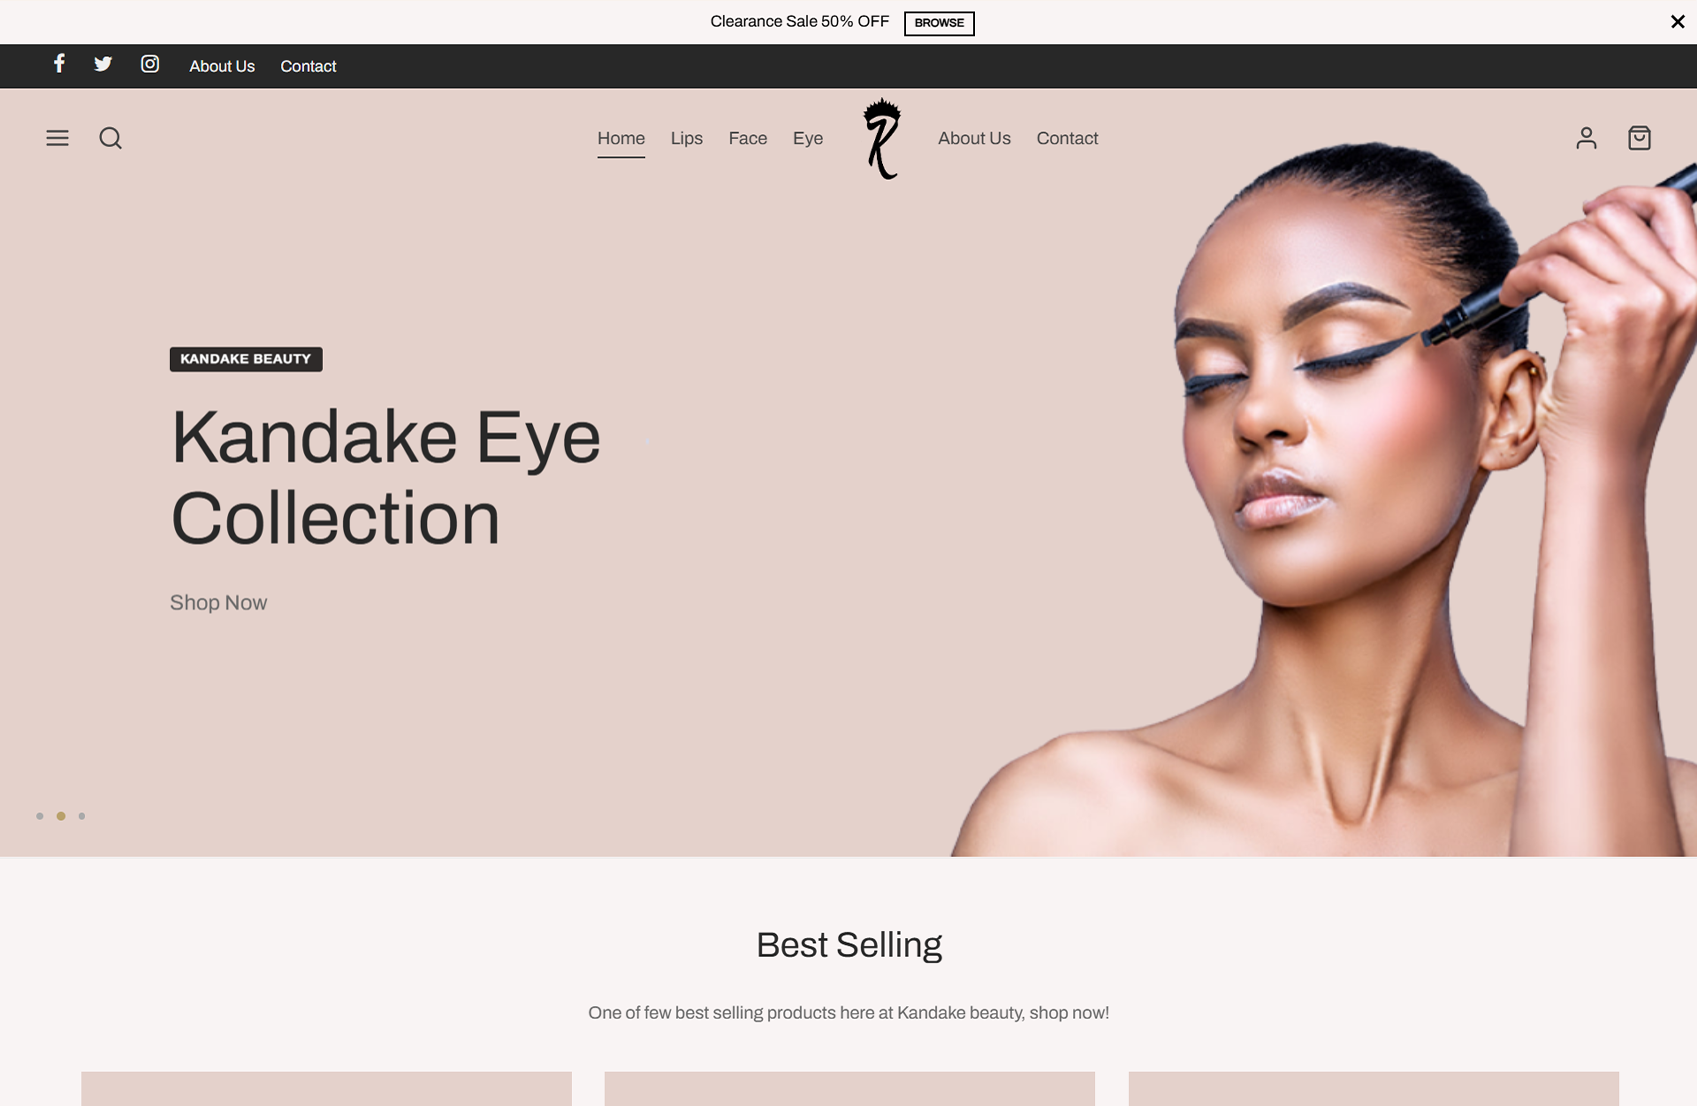 Clearance Sale 50% OFF BROWSE
About Us Contact
Home Lips Face Eye About Us Contact
KANDAKE BEAUTY
Kandake Eye
Collection
Shop Now
Best Selling
One of few best selling products here at Kandake beauty, shop now!